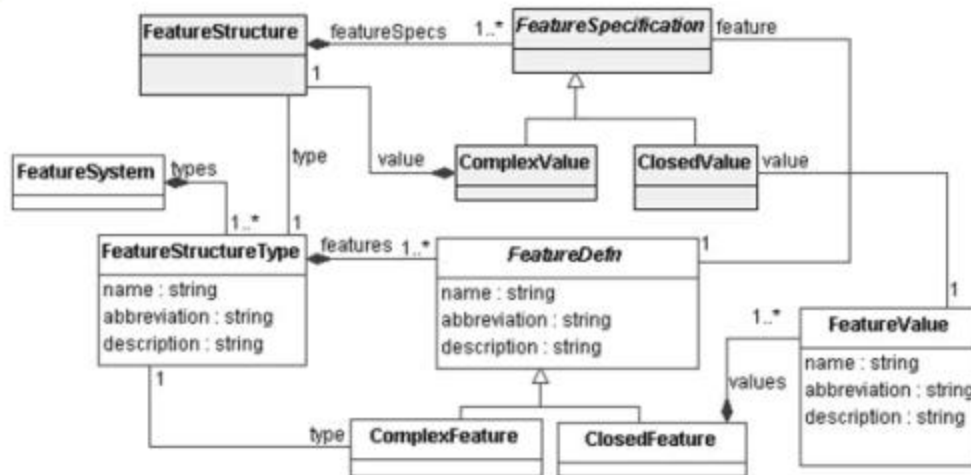 FeatureStructure
featureSpecs
1..*
FeatureSpecification
feature
1
type
value
ComplexValue
ClosedValue
value
FeatureSystem
types
1..*
1
FeatureStructureType
name : string
abbreviation : string
description : string
features
1..*
FeatureDefn
name : string
abbreviation : string
description : string
1
1
1..*
FeatureValue
name : string
abbreviation : string
description : string
values
1
type
ComplexFeature
ClosedFeature